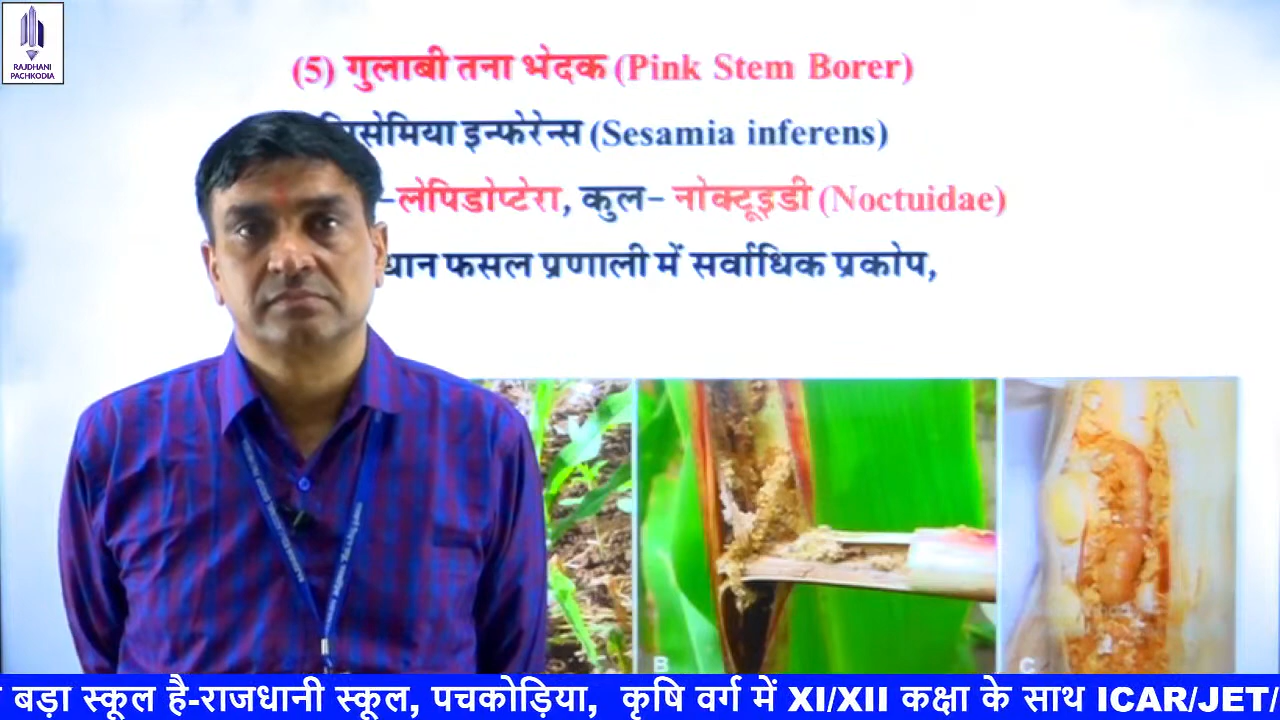 RAJDHANI
PACHKODIA
(5) गुलाबी तना भेदक (Pink Stem Borer)
इन्फेरेन्स (Sesamia inferens)
–लेपिडोप्टेरा, कुल– नोक्टूइडी (Noctuidae)
फसल प्रणाली में सर्वाधिक प्रकोप,
B
C
बड़ा स्कूल है-राजधानी स्कूल, पचकोड़िया, कृषि वर्ग में XI/XII कक्षा के साथ ICAR/JET/